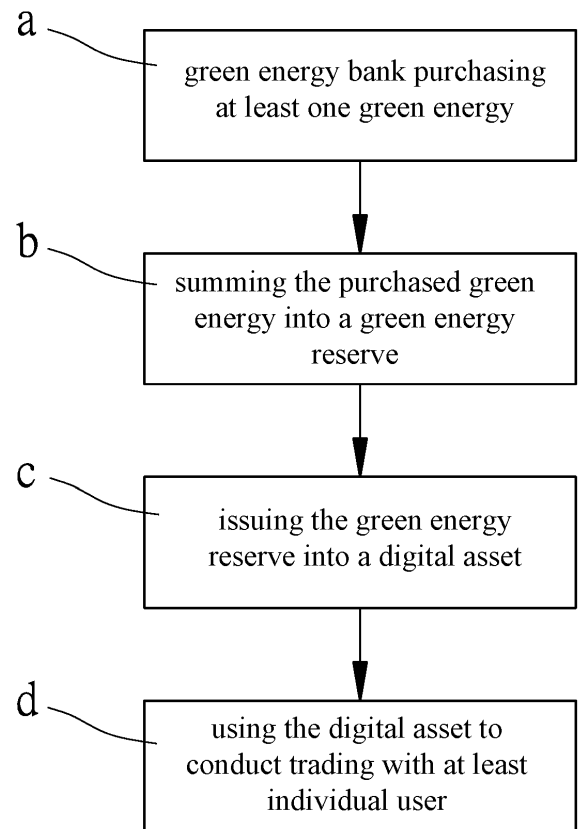 a
green energy bank purchasing
at least one green energy
b
summing the purchased green
energy into a green energy
reserve
c
issuing the green energy
reserve into a digital asset
d
using the digital asset to
conduct trading with at least
individual user